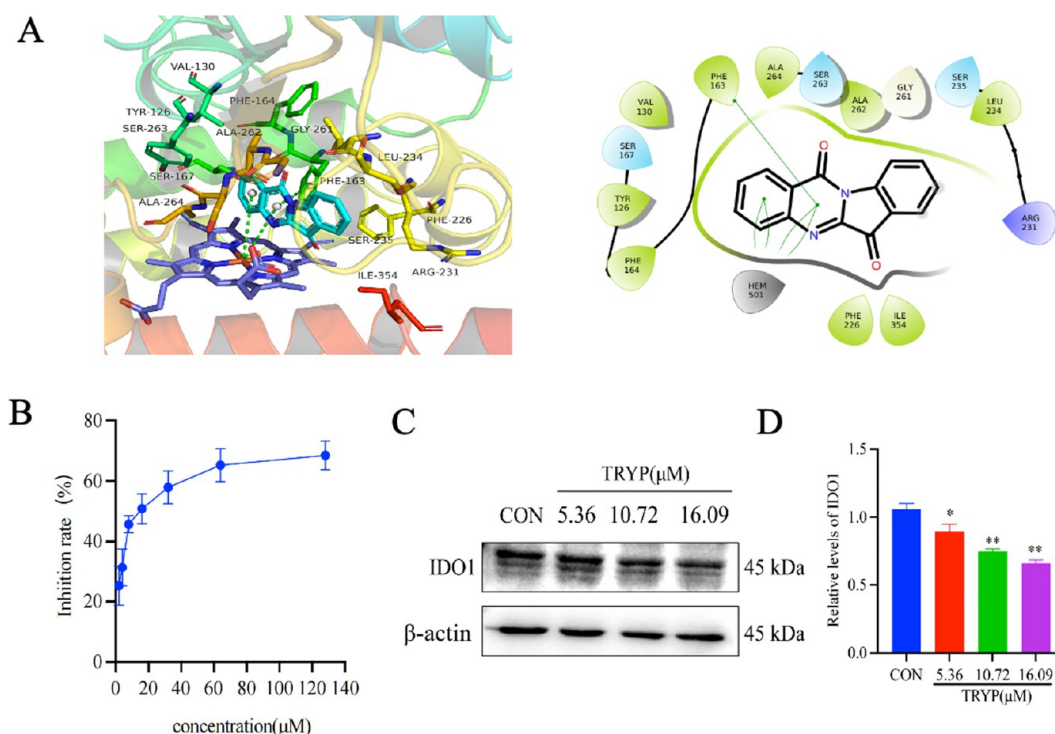 A
VAL-130
PHE-164
TYR-126
SER-263
ALA-262
GLY-261
LEU-234
SER-167
PHE-163
ALA-264
PHE-226
SER-235
ARG-231
ILE-354
ALA 264
SER 263
PHE 163
SER 235
GLY 261
ALA 262
LEU 234
VAL 130
SER 167
TYR 126
ARG 231
PHE 164
HEM 501
PHE 226
ILE 354
O
N
N
O
B
Inhibition rate (%)
80
60
40
20
0
0 20 40 60 80 100 120 140
concentration(μM)
C
TRYP(μM)
CON 5.36 10.72 16.09
IDO1 45 kDa
β-actin 45 kDa
D
Relative levels of IDO1
1.5
1.0
0.5
0.0
* ** **
CON 5.36 10.72 16.09
TRYP(μM)